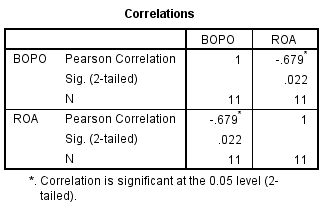 Correlations
BOPO ROA
BOPO Pearson Correlation 1 -.679*
Sig. (2-tailed) .022
N 11 11
ROA Pearson Correlation -.679* 1
Sig. (2-tailed) .022
N 11 11
*. Correlation is significant at the 0.05 level (2-
tailed).